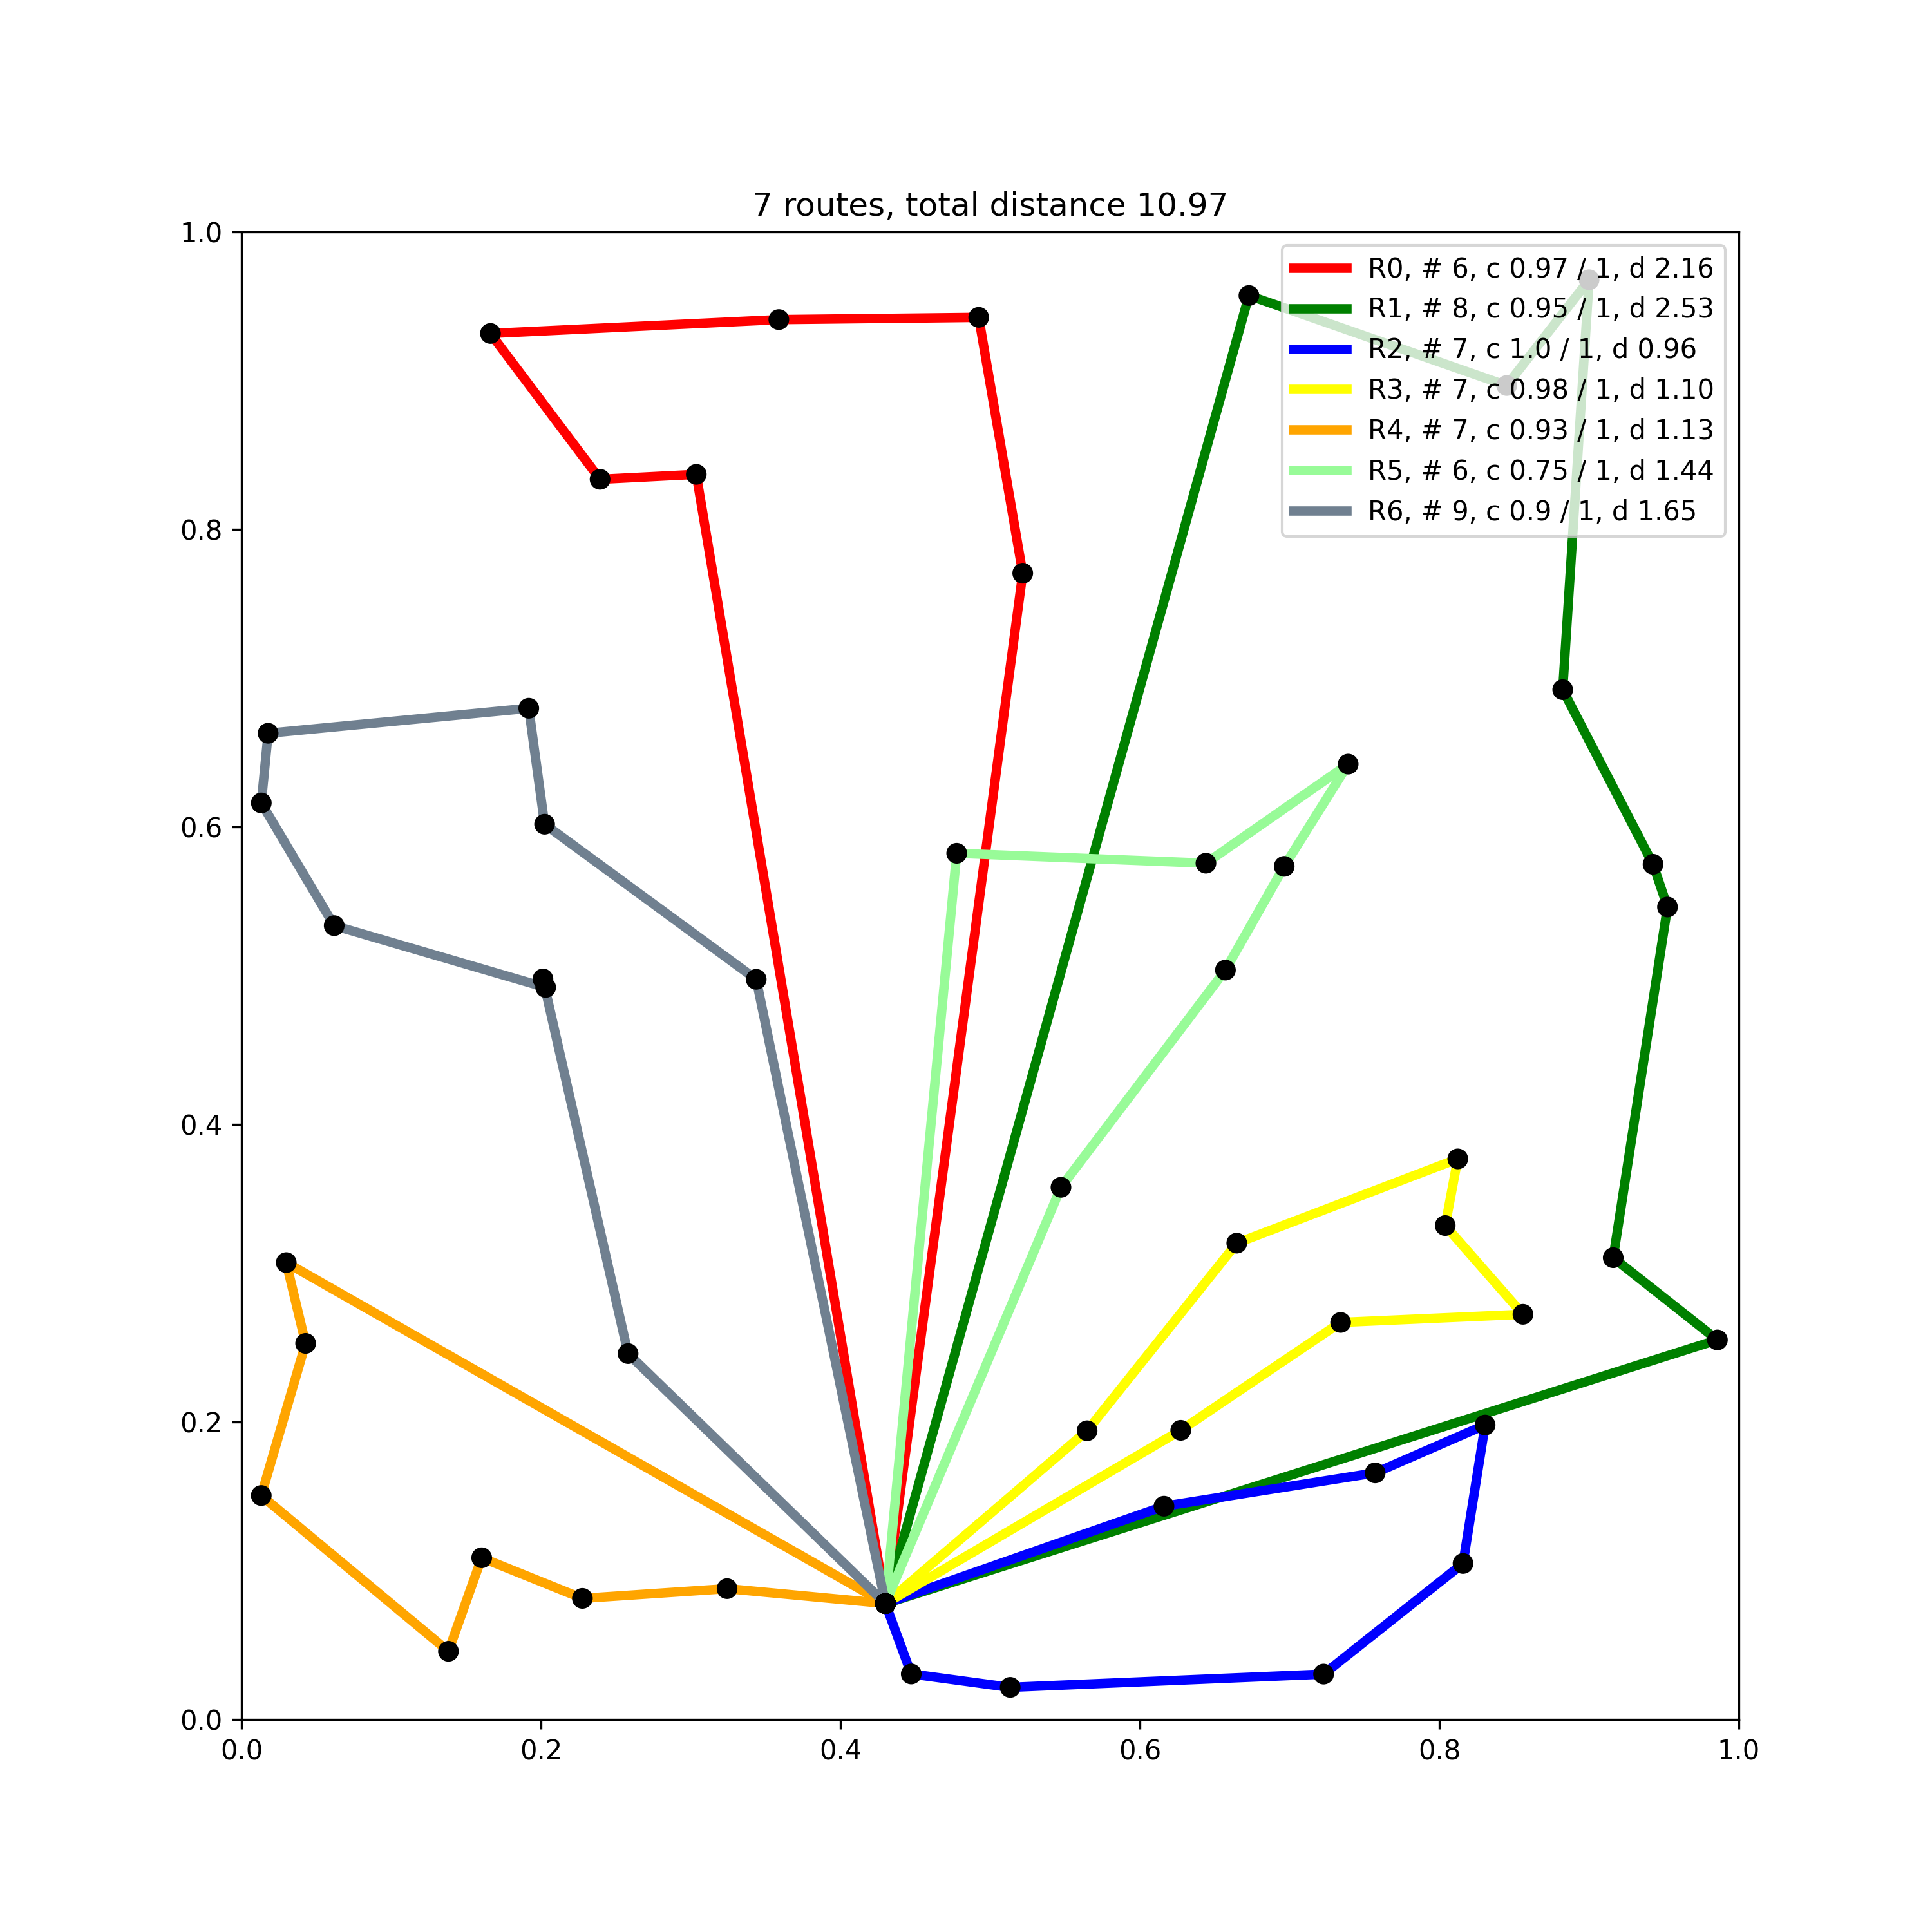 7 routes, total distance 10.97
R0, # 6, c 0.97 / 1, d 2.16
R1, # 8, c 0.95 / 1, d 2.53
R2, # 7, c 1.0 / 1, d 0.96
R3, # 7, c 0.98 / 1, d 1.10
R4, # 7, c 0.93 / 1, d 1.13
R5, # 6, c 0.75 / 1, d 1.44
R6, # 9, c 0.9 / 1, d 1.65
1.0
0.8
0.6
0.4
0.2
0.0
0.0 0.2 0.4 0.6 0.8 1.0